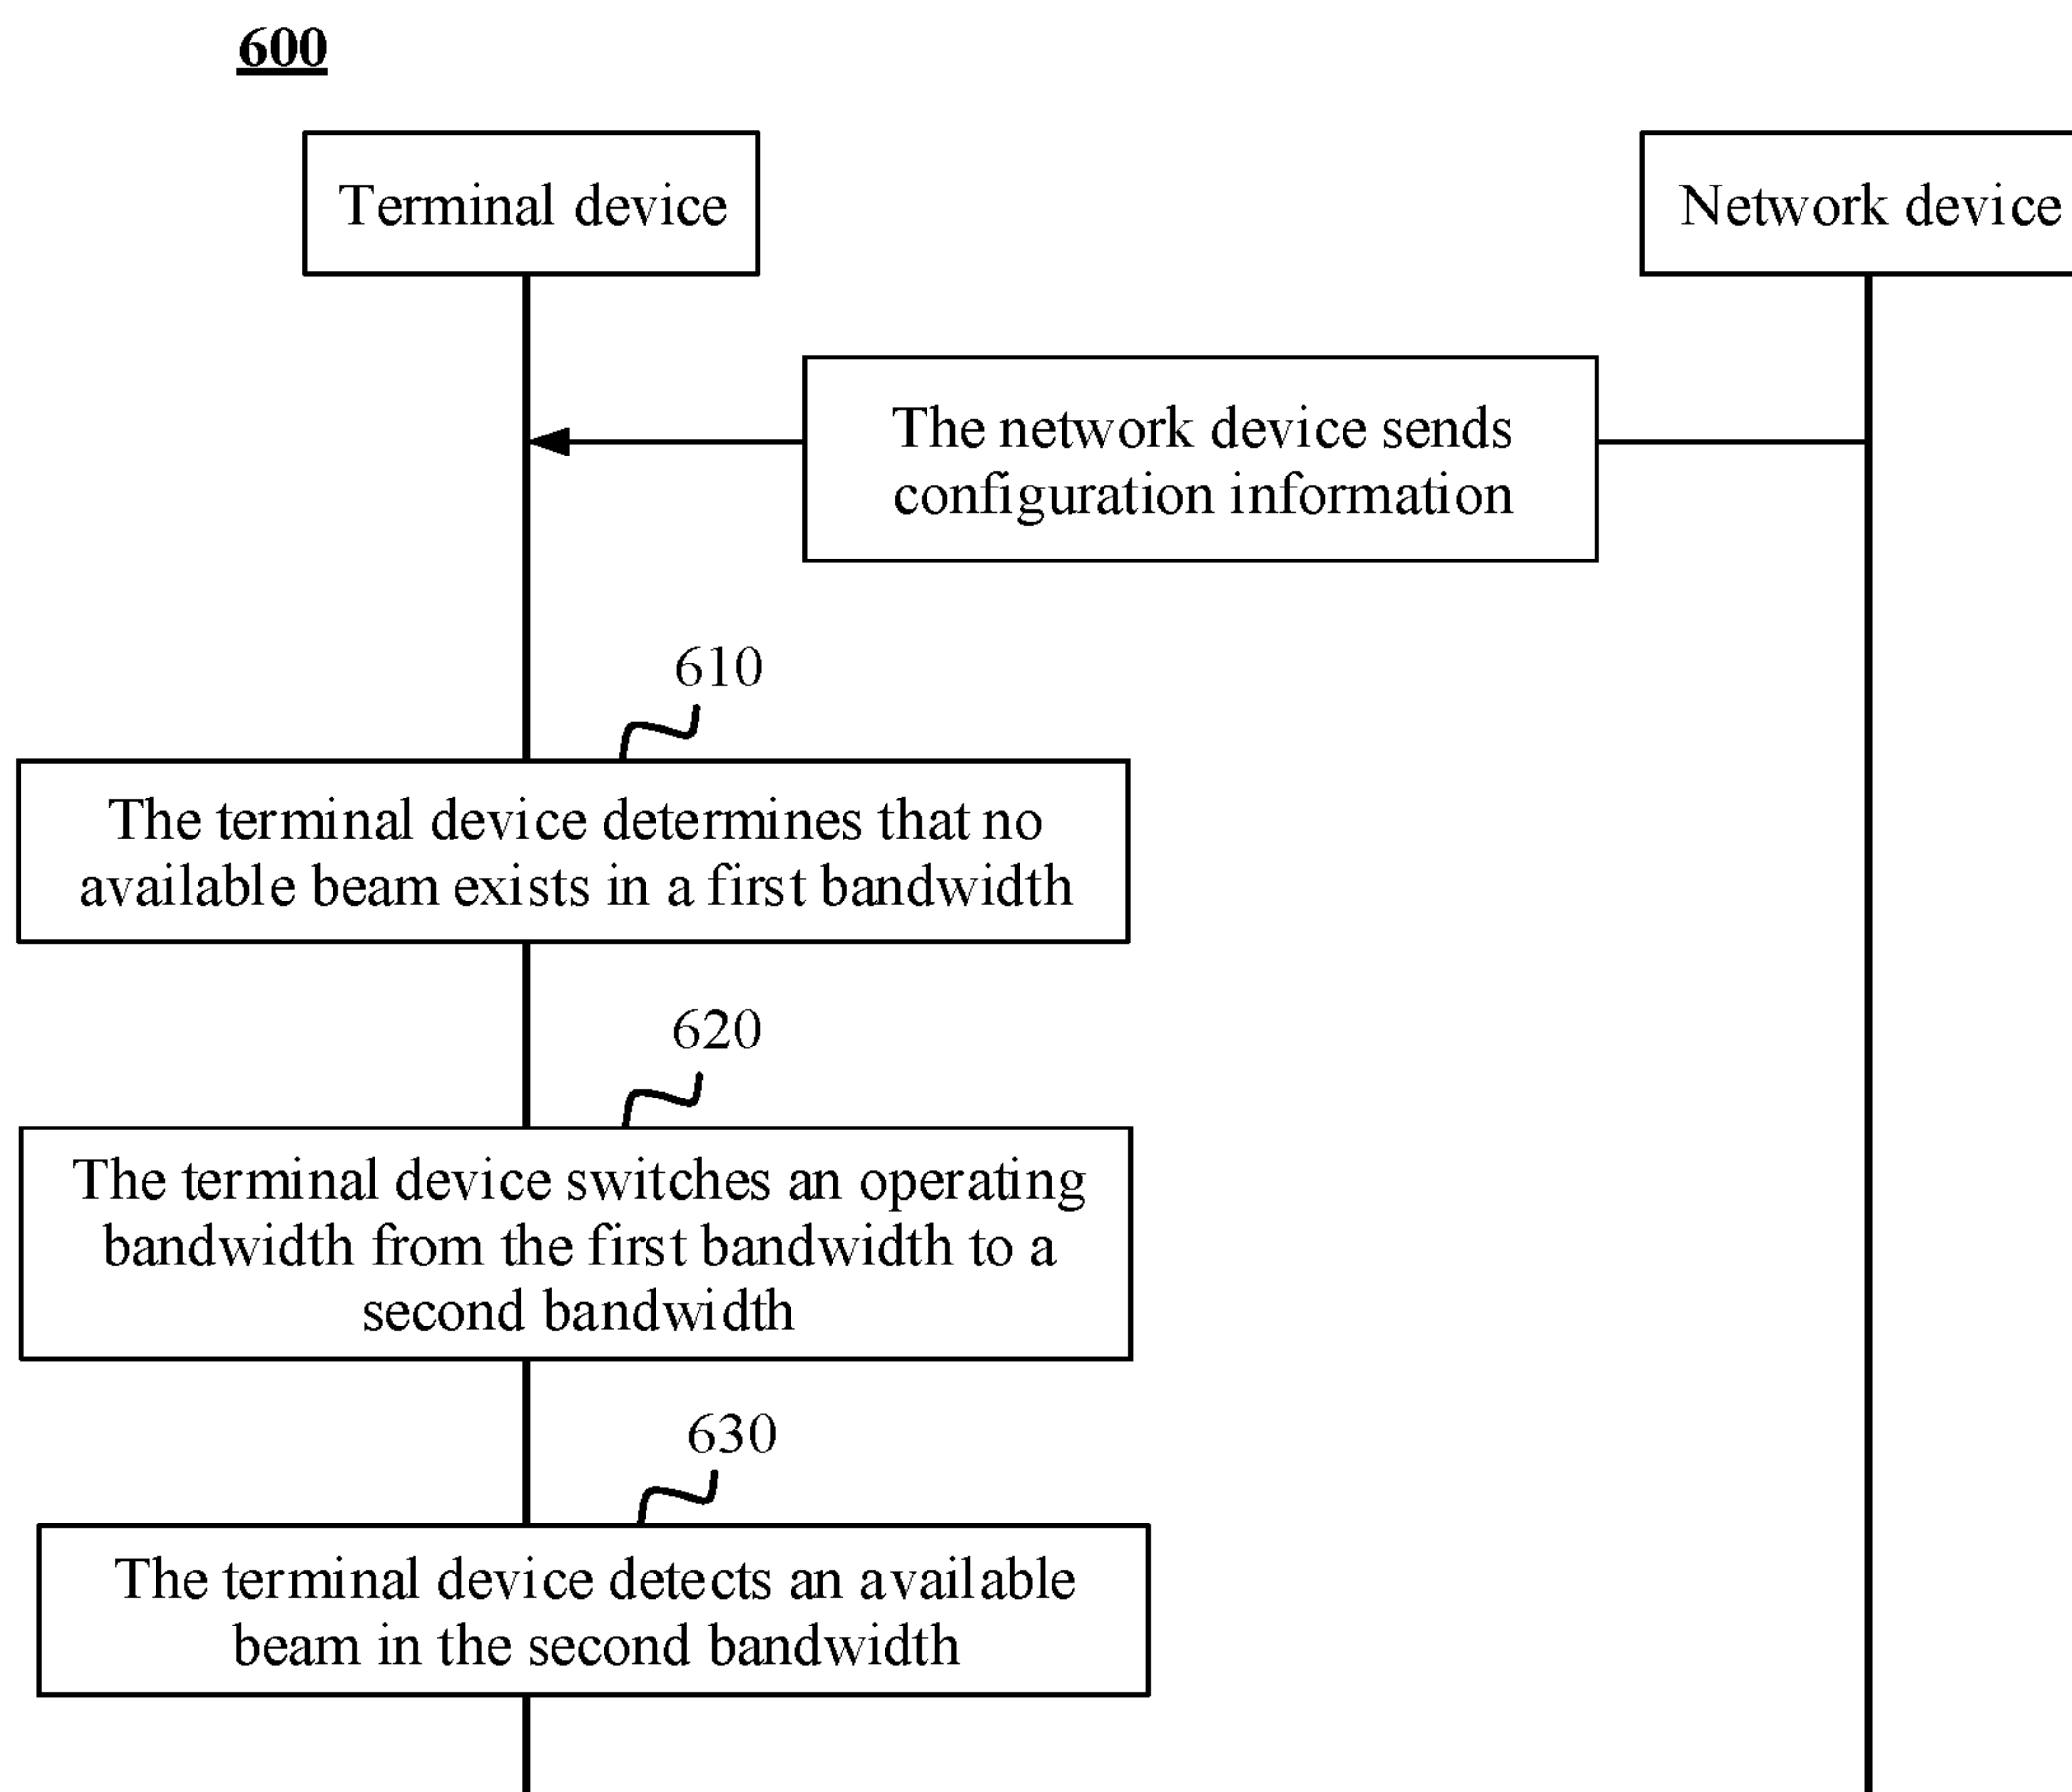 600
Terminal device
Network device
The network device sends
configuration information
610
The terminal device determines that no
available beam exists in a first bandwidth
620
The terminal device switches an operating
bandwidth from the first bandwidth to a
second bandwidth
630
The terminal device detects an available
beam in the second bandwidth